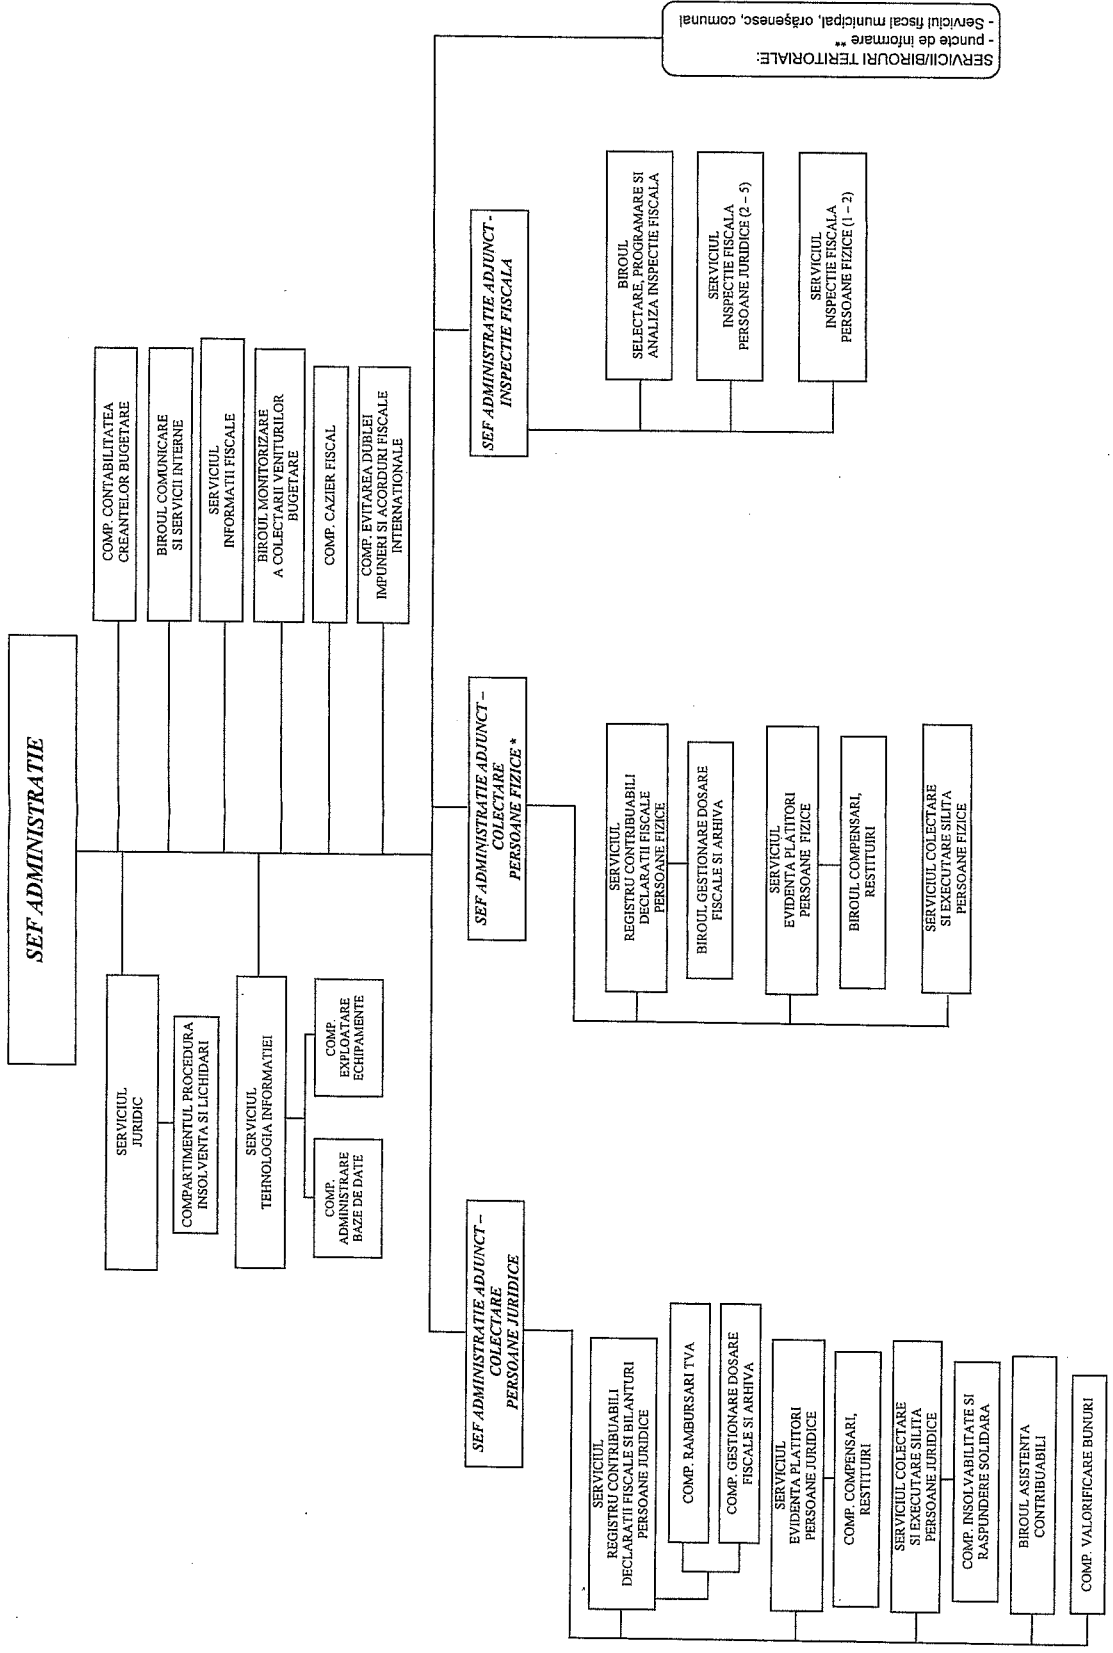 SEF ADMINISTRATIE
SERVICIUL
JURIDIC
COMPARTIMENTUL PROCEDURA
INSOLVENTA SI LICHIDARI
SERVICIUL
TEHNOLOGIA INFORMATIEI
COMP.
ADMINISTRARE
BAZE DE DATE
COMP.
EXPLOATARE
ECHIPAMENTE
COMP. CONTABILITATEA
CREANTELOR BUGETARE
BIROUL COMUNICARE
SI SERVICII INTERNE
SERVICIUL
INFORMATII FISCALE
BIROUL MONITORIZARE
A COLECTARII VENITURILOR
BUGETARE
COMP. CAZIER FISCAL
COMP. EVITAREA DUBLEI
IMPUNERI SI ACORDURI FISCALE
INTERNATIONALE
SEF ADMINISTRATIE ADJUNCT –
COLECTARE
PERSOANE JURIDICE
SERVICIUL
REGISTRU CONTRIBUABILI
DECLARATII FISCALE SI BILANTURI
PERSOANE JURIDICE
COMP. RAMBURSARI TVA
COMP. GESTIONARE DOSARE
FISCALE SI ARHIVA
SERVICIUL
EVIDENTA PLATITORI
PERSOANE JURIDICE
COMP. COMPENSARI,
RESTITUIRI
SERVICIUL COLECTARE
SI EXECUTARE SILITA
PERSOANE JURIDICE
COMP. INSOLVABILITATE SI
RASPUNDERE SOLIDARA
BIROUL ASISTENTA
CONTRIBUABILI
COMP. VALORIFICARE BUNURI
SEF ADMINISTRATIE ADJUNCT –
COLECTARE
PERSOANE FIZICE *
SERVICIUL
REGISTRU CONTRIBUABILI
DECLARATII FISCALE
PERSOANE FIZICE
BIROUL GESTIONARE DOSARE
FISCALE SI ARHIVA
SERVICIUL
EVIDENTA PLATITORI
PERSOANE FIZICE
BIROUL COMPENSARI,
RESTITUIRI
SERVICIUL COLECTARE
SI EXECUTARE SILITA
PERSOANE FIZICE
SEF ADMINISTRATIE ADJUNCT -
INSPECTIE FISCALA
BIROUL
SELECTARE, PROGRAMARE SI
ANALIZA INSPECTIE FISCALA
SERVICIUL
INSPECTIE FISCALA
PERSOANE JURIDICE (2 – 5)
SERVICIUL
INSPECTIE FISCALA
PERSOANE FIZICE (1 – 2)
SERVICII/BIROURI TERITORIALE:
- puncte de informare **
- Serviciul fiscal municipal, orăşenesc, comunal